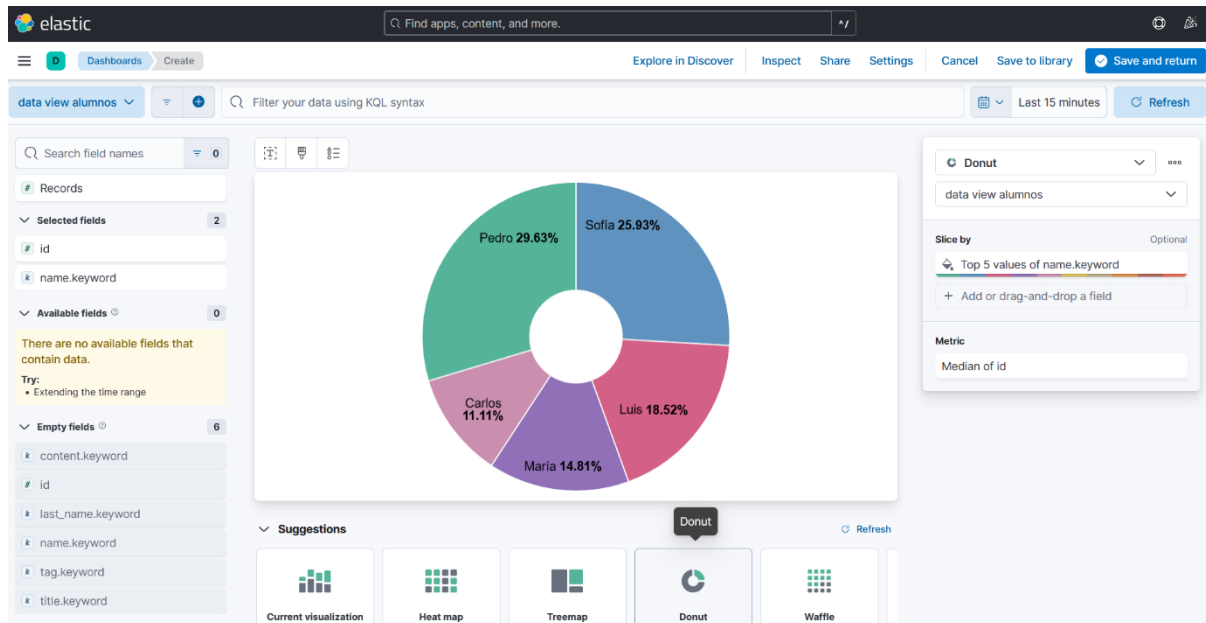 elastic
Find apps, content, and more.
^/
D
Dashboards
Create
Explore in Discover
Inspect
Share
Settings
Cancel
Save to library
Save and return
data view alumnos
Filter your data using KQL syntax
Last 15 minutes
Refresh
Search field names
0
Records
Selected fields
2
id
k name.keyword
Available fields
0
There are no available fields that
contain data.
Try:
• Extending the time range
Empty fields
6
k content.keyword
# id
k last_name.keyword
k name.keyword
k tag.keyword
k title.keyword
Pedro 29.63%
Sofía 25.93%
Carlos
11.11%
Luis 18.52%
María 14.81%
Suggestions
Donut
Refresh
Current visualization
Heat map
Treemap
Donut
Waffle
Donut
data view alumnos
Slice by
Optional
Top 5 values of name.keyword
+ Add or drag-and-drop a field
Metric
Median of id